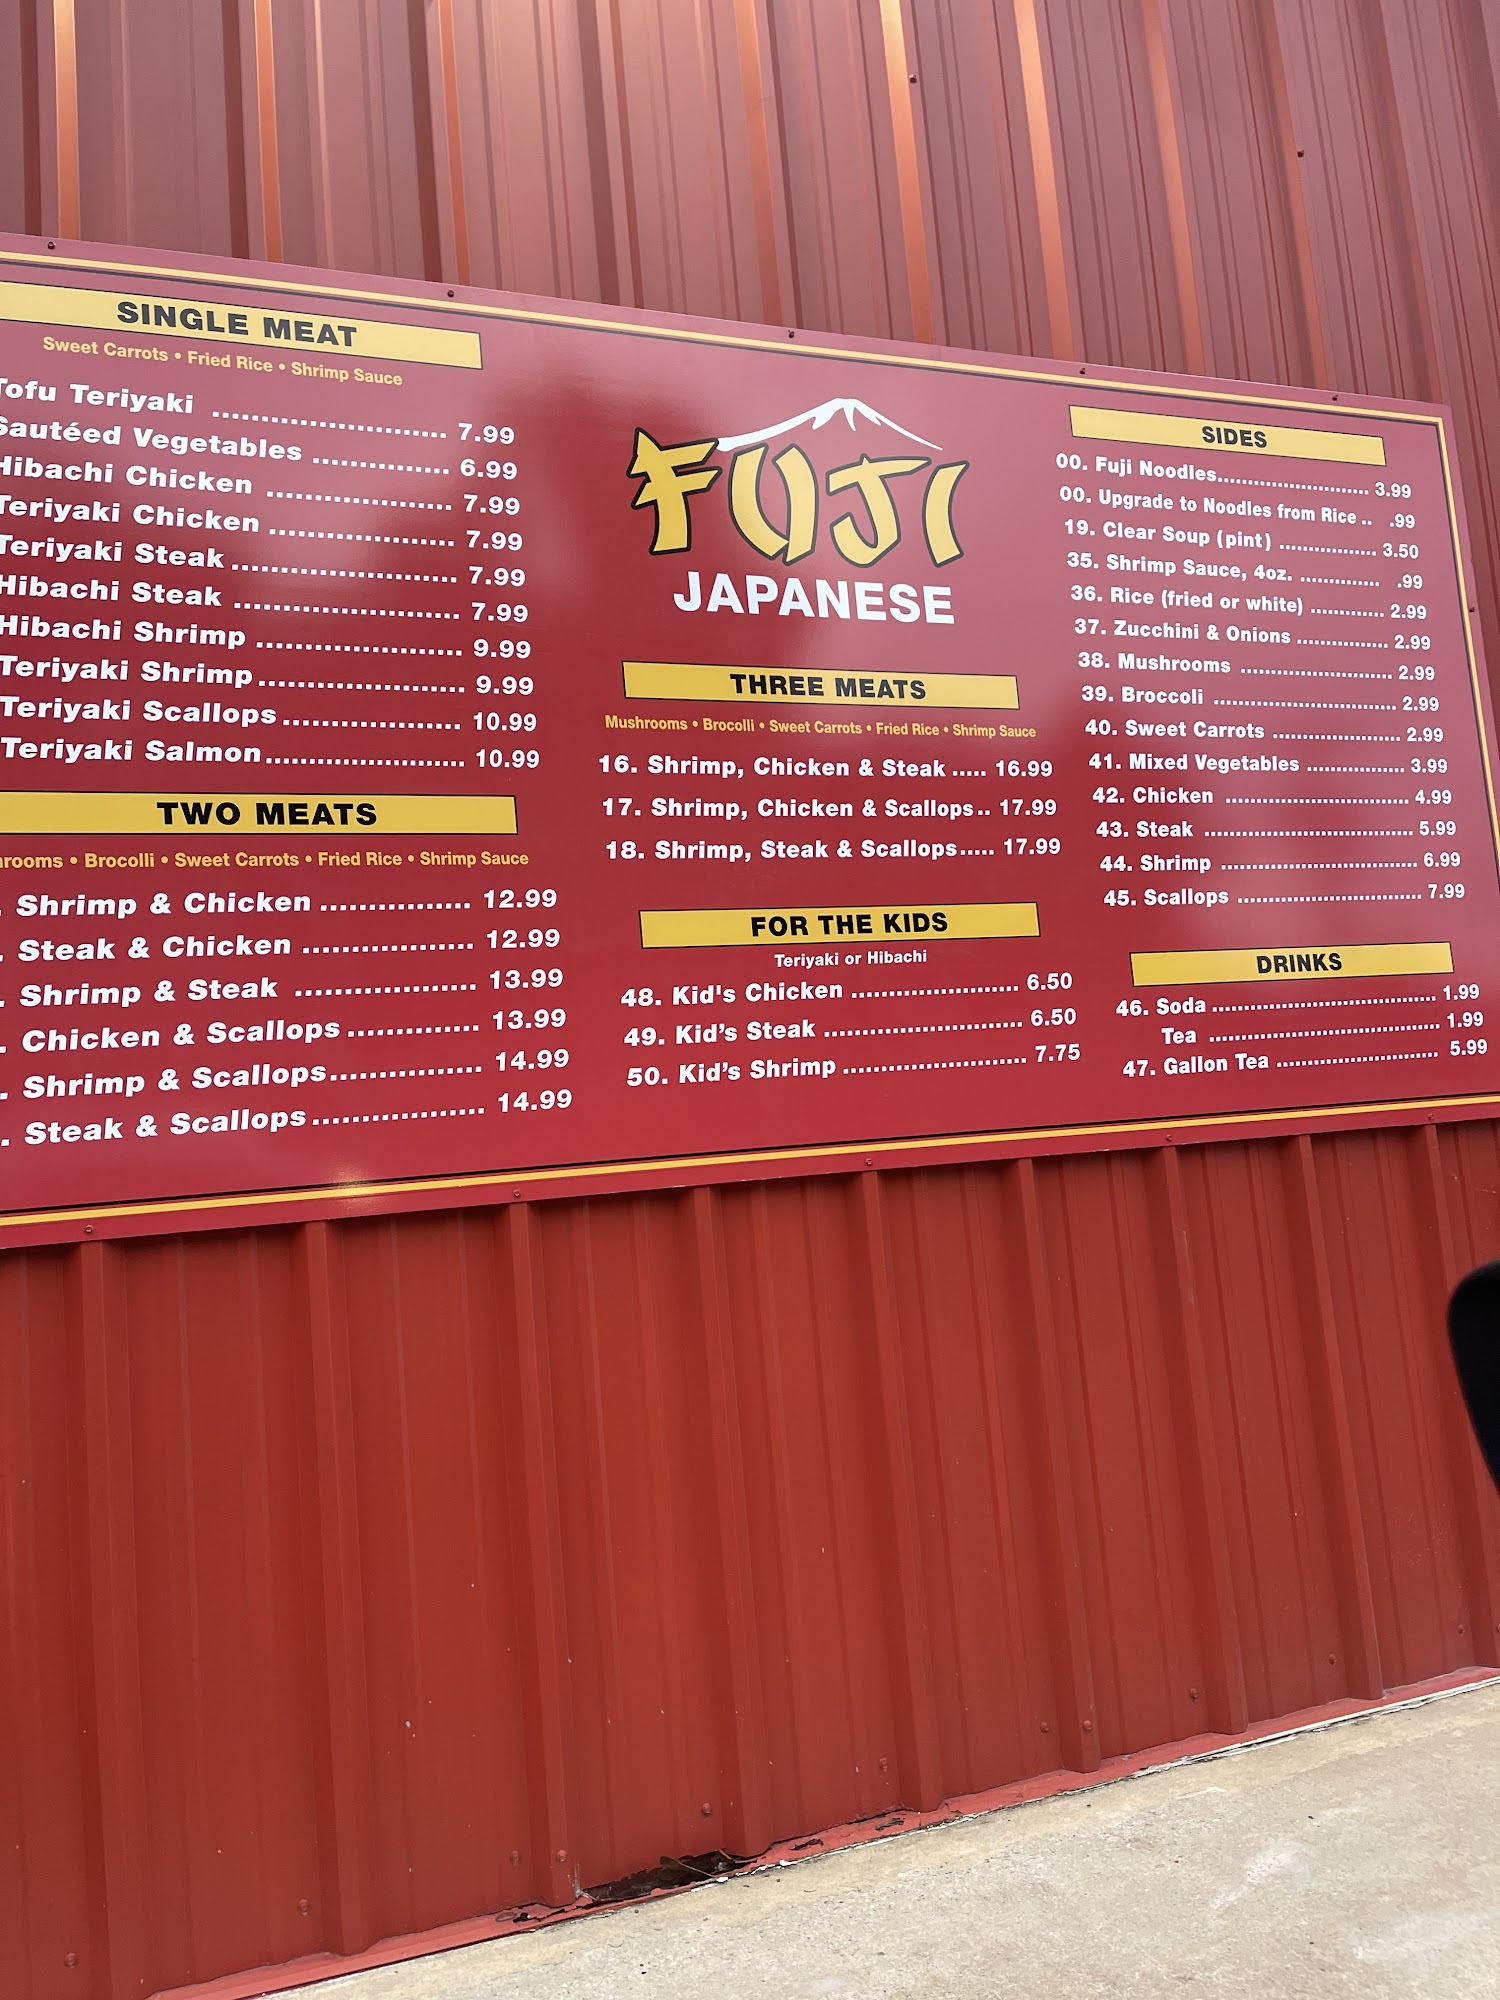 SINGLE MEAT
Sweet Carrots • Fried Rice • Shrimp Sauce
Tofu Teriyaki ........................ 7.99
Sautéed Vegetables .............. 6.99
Hibachi Chicken ................... 7.99
Teriyaki Chicken ................... 7.99
Teriyaki Steak ....................... 7.99
Hibachi Steak ....................... 7.99
Hibachi Shrimp ..................... 9.99
Teriyaki Shrimp ..................... 9.99
Teriyaki Scallops .................. 10.99
Teriyaki Salmon .................... 10.99
TWO MEATS
• Brocolli • Sweet Carrots • Fried Rice • Shrimp Sauce
Shrimp & Chicken ............... 12.99
Steak & Chicken ................. 12.99
Shrimp & Steak .................. 13.99
Chicken & Scallops ............. 13.99
Shrimp & Scallops ............... 14.99
Steak & Scallops ................. 14.99
FUJI
JAPANESE
THREE MEATS
Mushrooms • Brocolli • Sweet Carrots • Fried Rice • Shrimp Sauce
16. Shrimp, Chicken & Steak ..... 16.99
17. Shrimp, Chicken & Scallops.. 17.99
18. Shrimp, Steak & Scallops..... 17.99
FOR THE KIDS
Teriyaki or Hibachi
48. Kid's Chicken .................... 6.50
49. Kid's Steak ........................ 6.50
50. Kid's Shrimp ...................... 7.75
SIDES
00. Fuji Noodles......................... 3.99
00. Upgrade to Noodles from Rice .. .99
19. Clear Soup (pint) ................ 3.50
35. Shrimp Sauce, 4oz. ............. .99
36. Rice (fried or white) ............ 2.99
37. Zucchini & Onions ............... 2.99
38. Mushrooms ......................... 2.99
39. Broccoli .............................. 2.99
40. Sweet Carrots ..................... 2.99
41. Mixed Vegetables ................ 3.99
42. Chicken .............................. 4.99
43. Steak .................................. 5.99
44. Shrimp ................................ 6.99
45. Scallops .............................. 7.99
DRINKS
46. Soda ................................... 1.99
Tea ..................................... 1.99
47. Gallon Tea .......................... 5.99